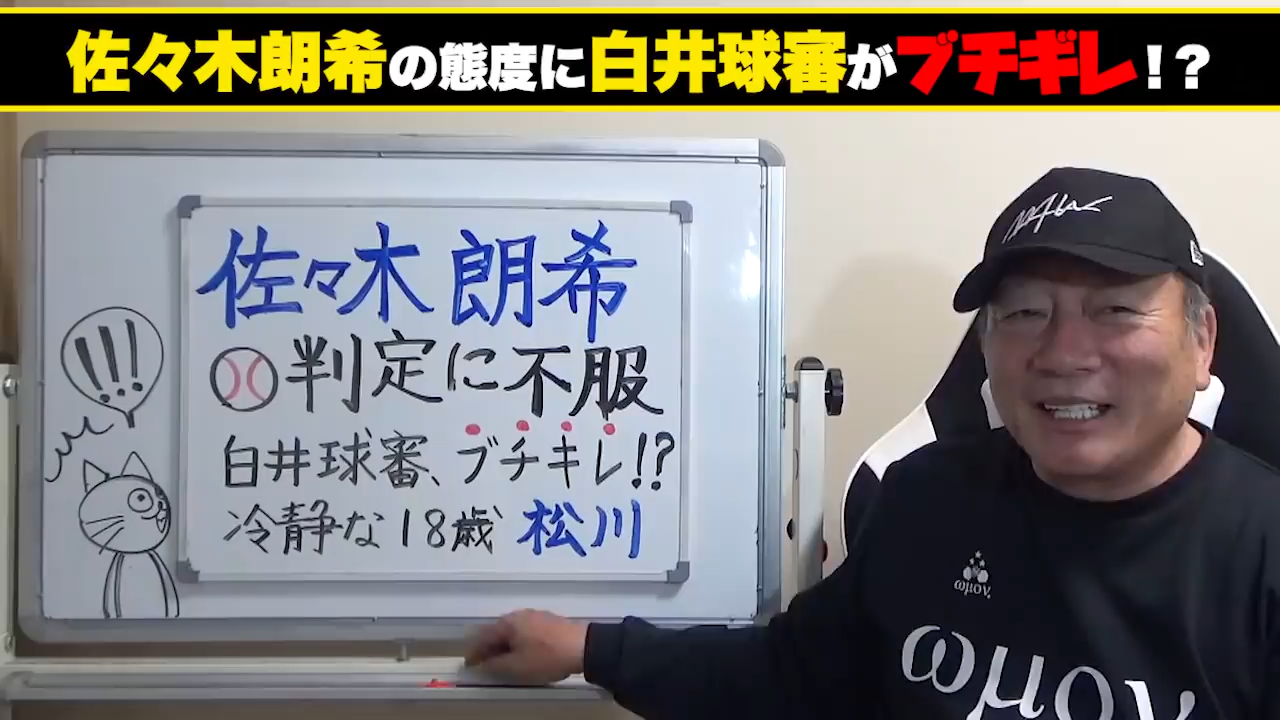 佐々木朗希の態度に白井球審がブチギレ!?
佐々木朗希
判定に不服
白井球審、ブチキレ!?
冷静な18歳 松川
!!!
ωμον.
ωμον